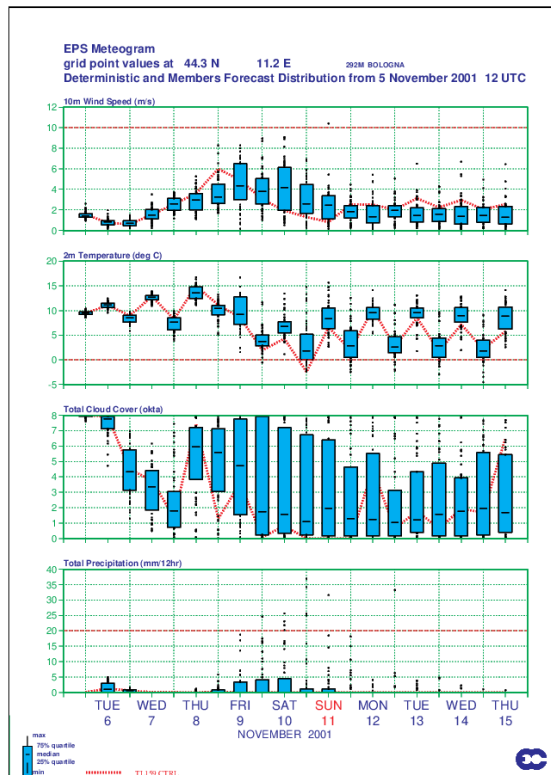 EPS Meteogram
grid point values at 44.3 N 11.2 E 292M BOLOGNA
Deterministic and Members Forecast Distribution from 5 November 2001 12 UTC
10m Wind Speed (m/s)
12
10
8
6
4
2
0
2m Temperature (deg C)
20
15
10
5
0
-5
Total Cloud Cover (okta)
8
7
6
5
4
3
2
1
0
Total Precipitation (mm/12hr)
40
35
30
25
20
15
10
5
0
TUE WED THU FRI SAT SUN MON TUE WED THU
6 7 8 9 10 11 12 13 14 15
NOVEMBER 2001
max
75% quartile
median
25% quartile
min
TL159 CTRL